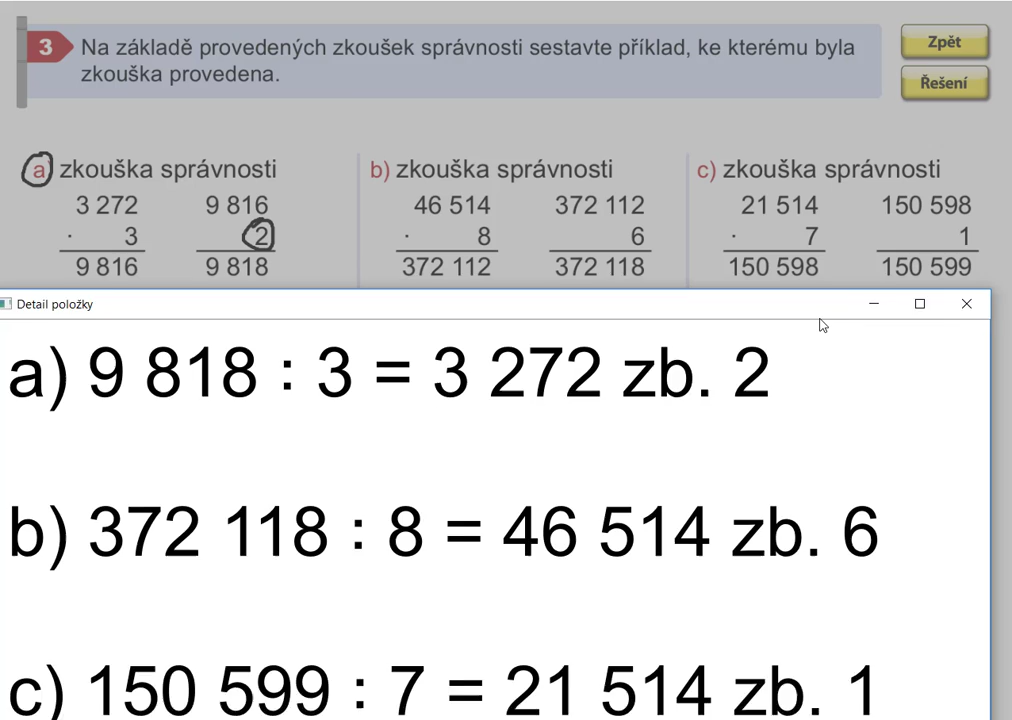 3 Na základě provedených zkoušek správnosti sestavte příklad, ke kterému byla
zkouška provedena.
Zpět
Řešení
a) zkouška správnosti
3 272 9 816
· 3 2
9 816 9 818
b) zkouška správnosti
46 514 372 112
· 8 6
372 112 372 118
c) zkouška správnosti
21 514 150 598
· 7 1
150 598 150 599
Detail položky
a) 9 818 : 3 = 3 272 zb. 2
b) 372 118 : 8 = 46 514 zb. 6
c) 150 599 : 7 = 21 514 zb. 1